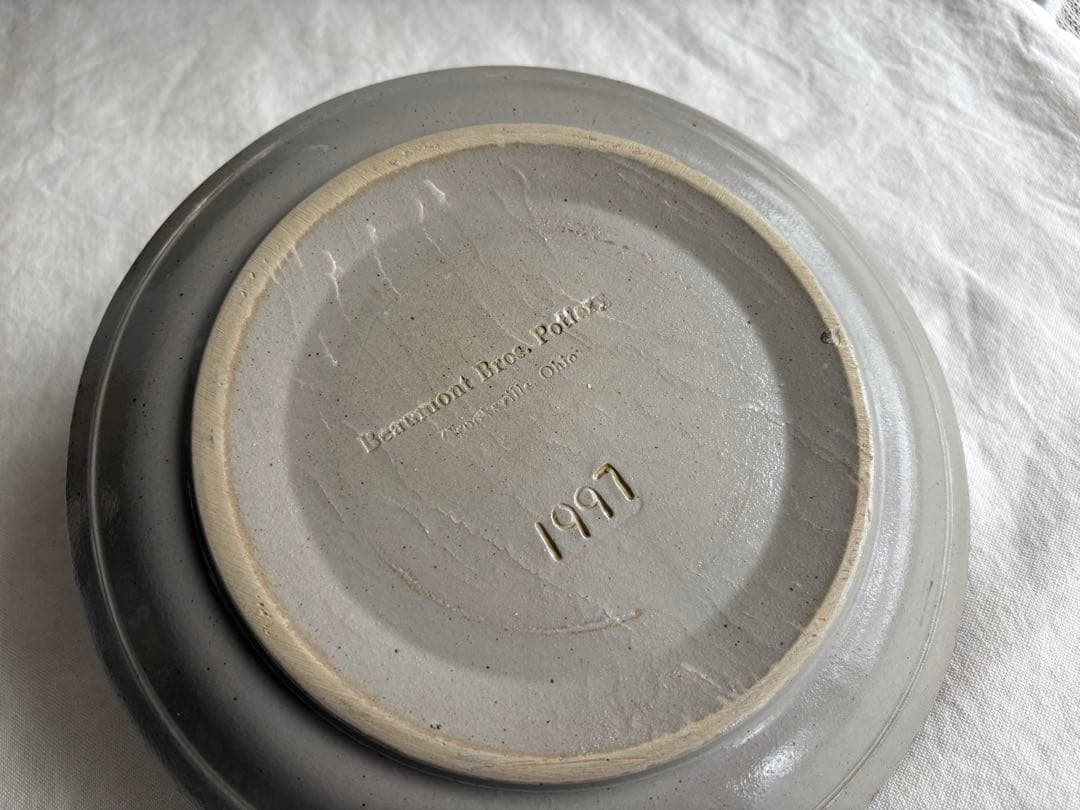 Beaumont Bros. Pottery
Crooksville, Ohio
1997